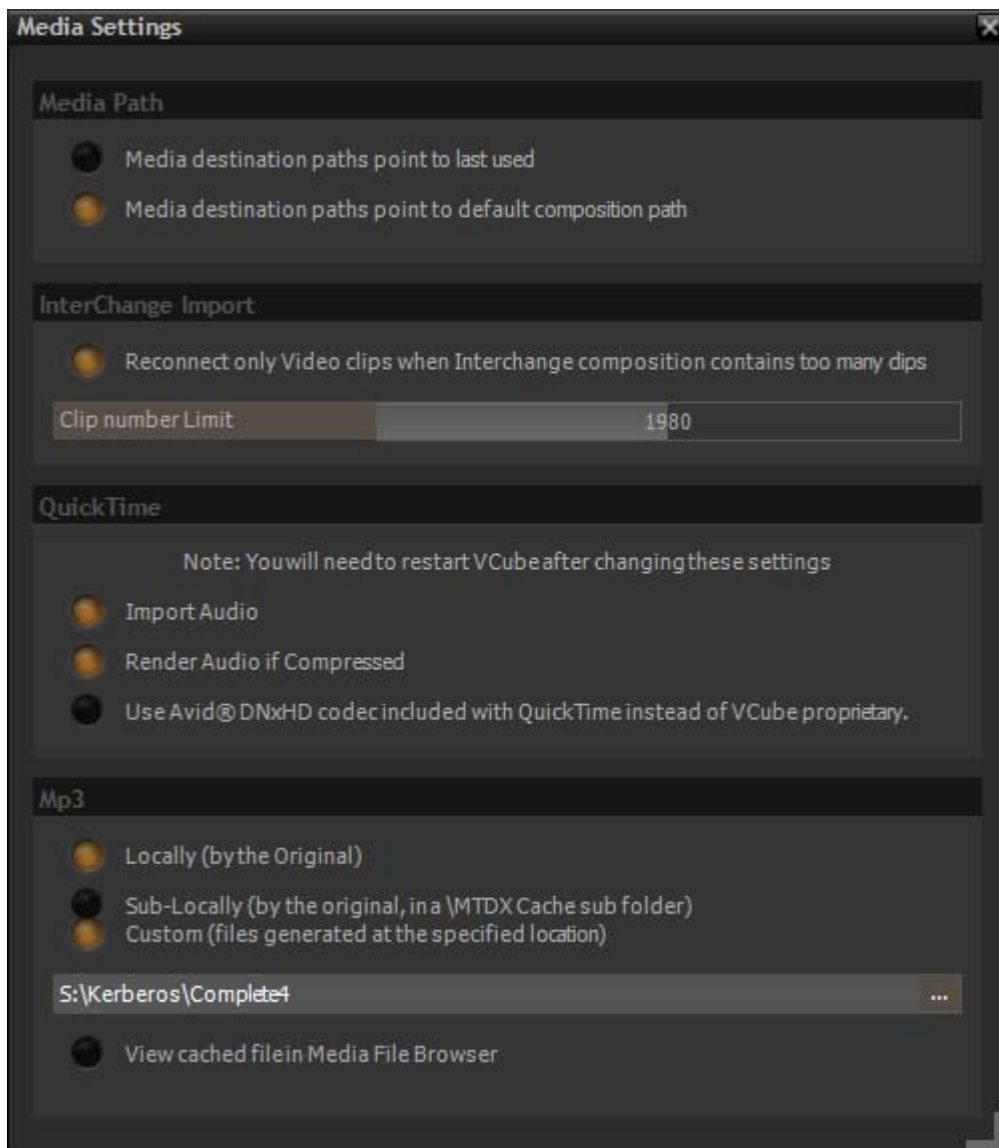 Media Settings
Media Path
Media destination paths point to last used
Media destination paths point to default composition path
InterChange Import
Reconnect only Video clips when Interchange composition contains too many clips
Clip number Limit 1980
QuickTime
Note: You will need to restart VCube after changing these settings
Import Audio
Render Audio if Compressed
Use Avid® DNxHD codec included with QuickTime instead of VCube proprietary.
Mp3
Locally (by the Original)
Sub-Locally (by the original, in a \MTDX Cache sub folder)
Custom (files generated at the specified location)
S:\Kerberos\Complete4 ...
View cached file in Media File Browser